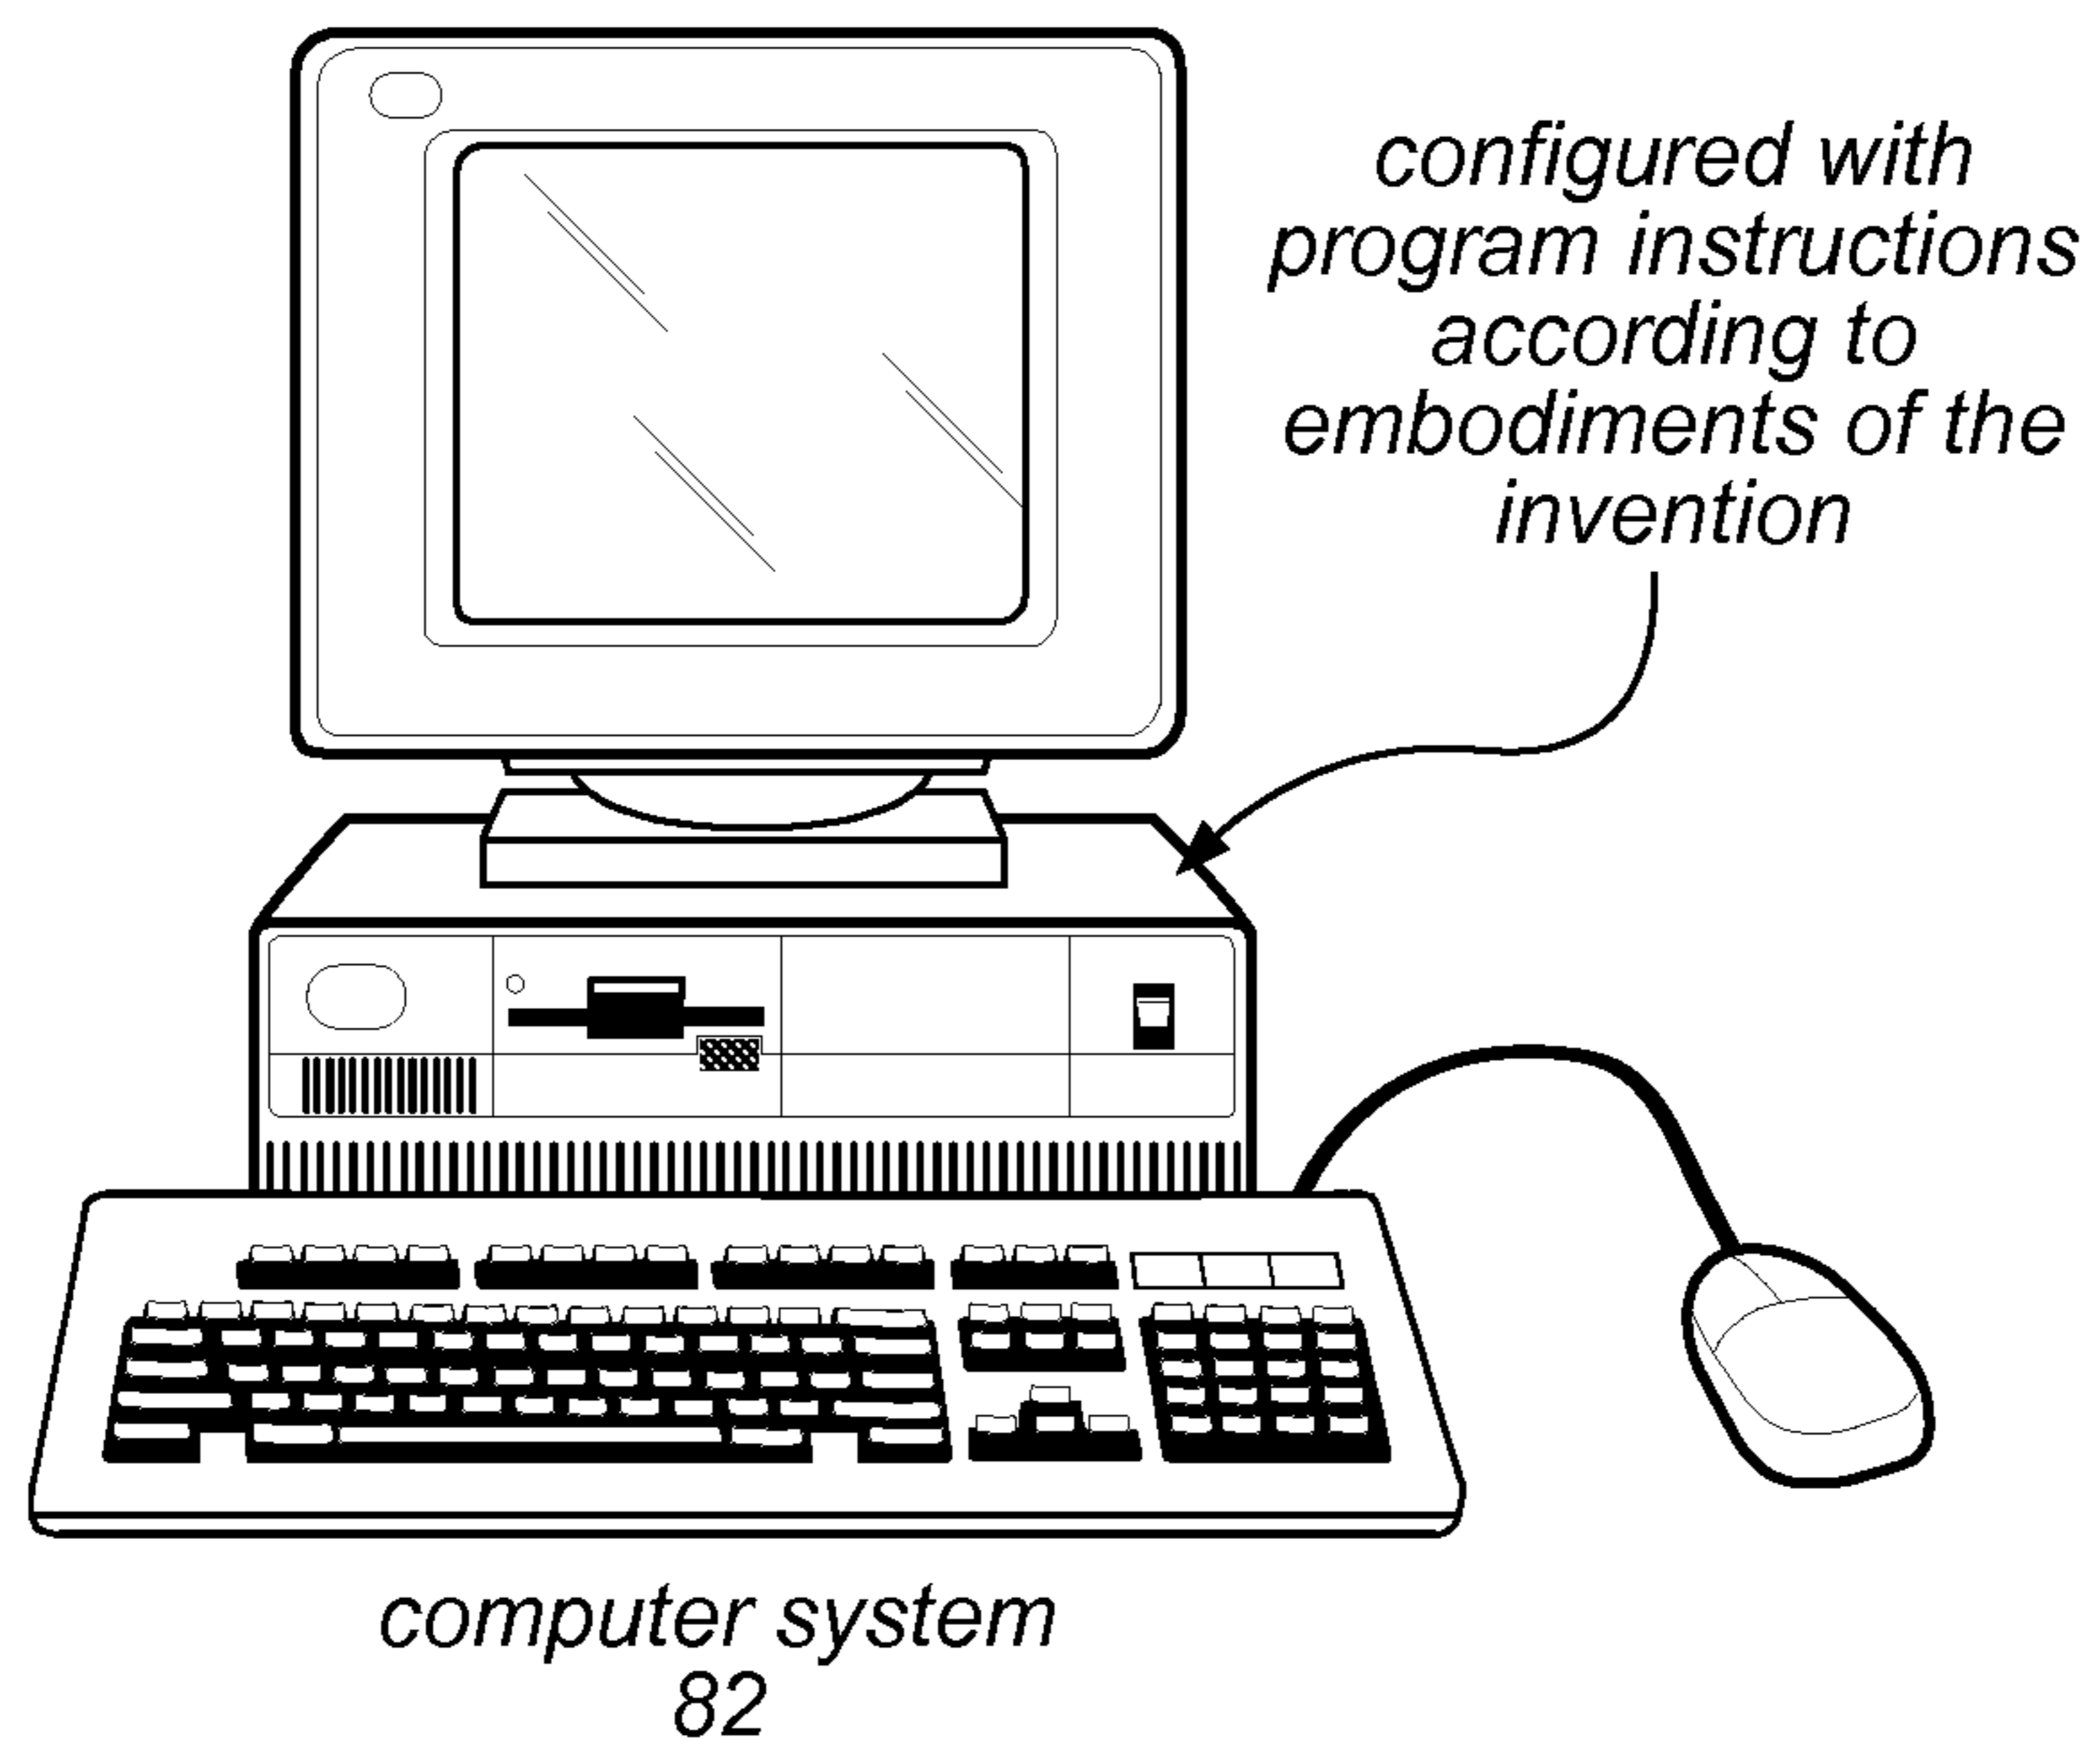 configured with
program instructions
according to
embodiments of the
invention
computer system
82